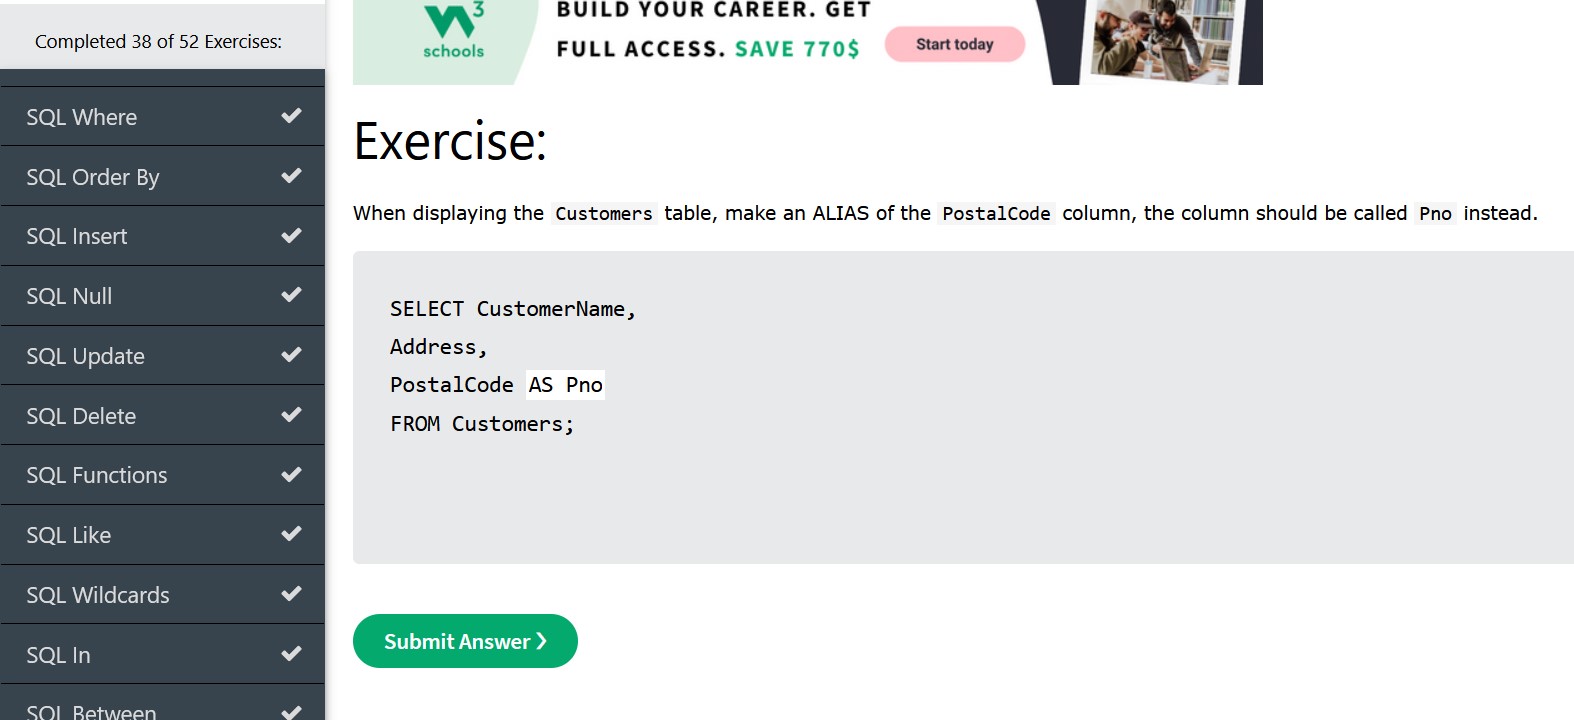 Completed 38 of 52 Exercises:
SQL Where
SQL Order By
SQL Insert
SQL Null
SQL Update
SQL Delete
SQL Functions
SQL Like
SQL Wildcards
SQL In
SQL Between
W3
schools
BUILD YOUR CAREER. GET
FULL ACCESS. SAVE 770$
Start today
Exercise:
When displaying the Customers table, make an ALIAS of the PostalCode column, the column should be called Pno instead.
SELECT CustomerName,
Address,
PostalCode AS Pno
FROM Customers;
Submit Answer ❯